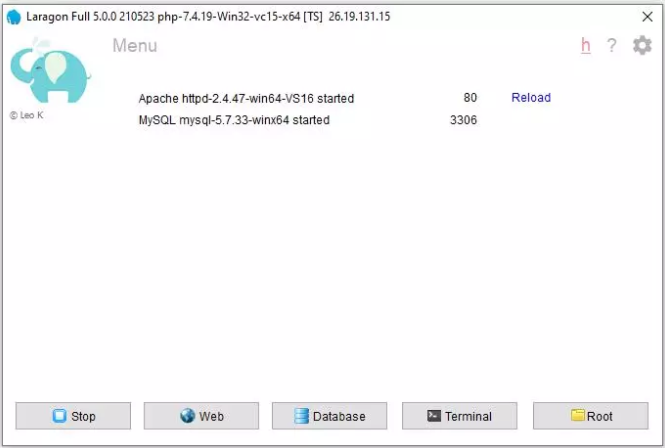 Laragon Full 5.0.0 210523 php-7.4.19-Win32-vc15-x64 [TS] 26.19.131.15
Menu h ?
© Leo K
Apache httpd-2.4.47-win64-VS16 started 80 Reload
MySQL mysql-5.7.33-winx64 started 3306
Stop Web Database Terminal Root